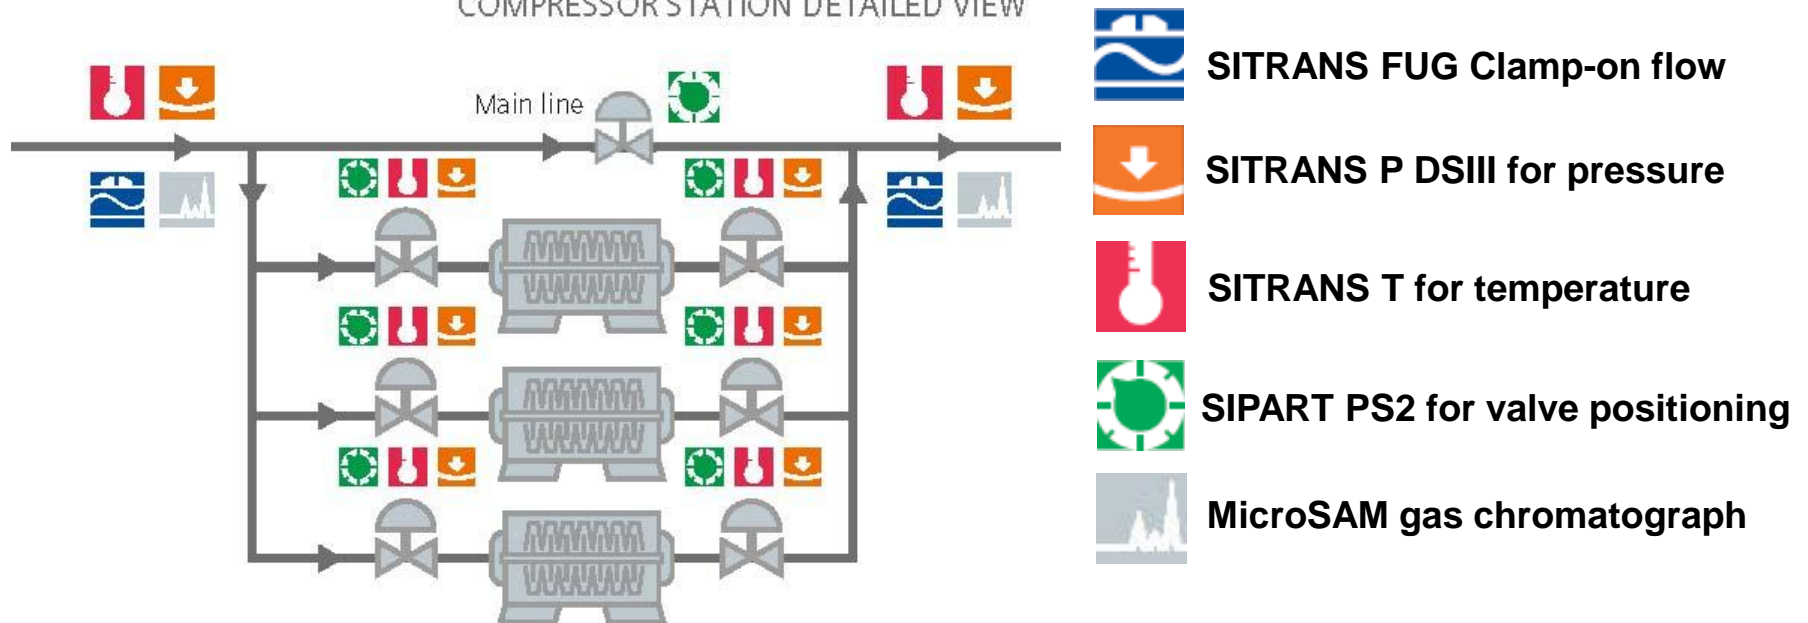 COMPRESSOR STATION DETAILED VIEW
Main line
SITRANS FUG Clamp-on flow
SITRANS P DSIII for pressure
SITRANS T for temperature
SIPART PS2 for valve positioning
MicroSAM gas chromatograph